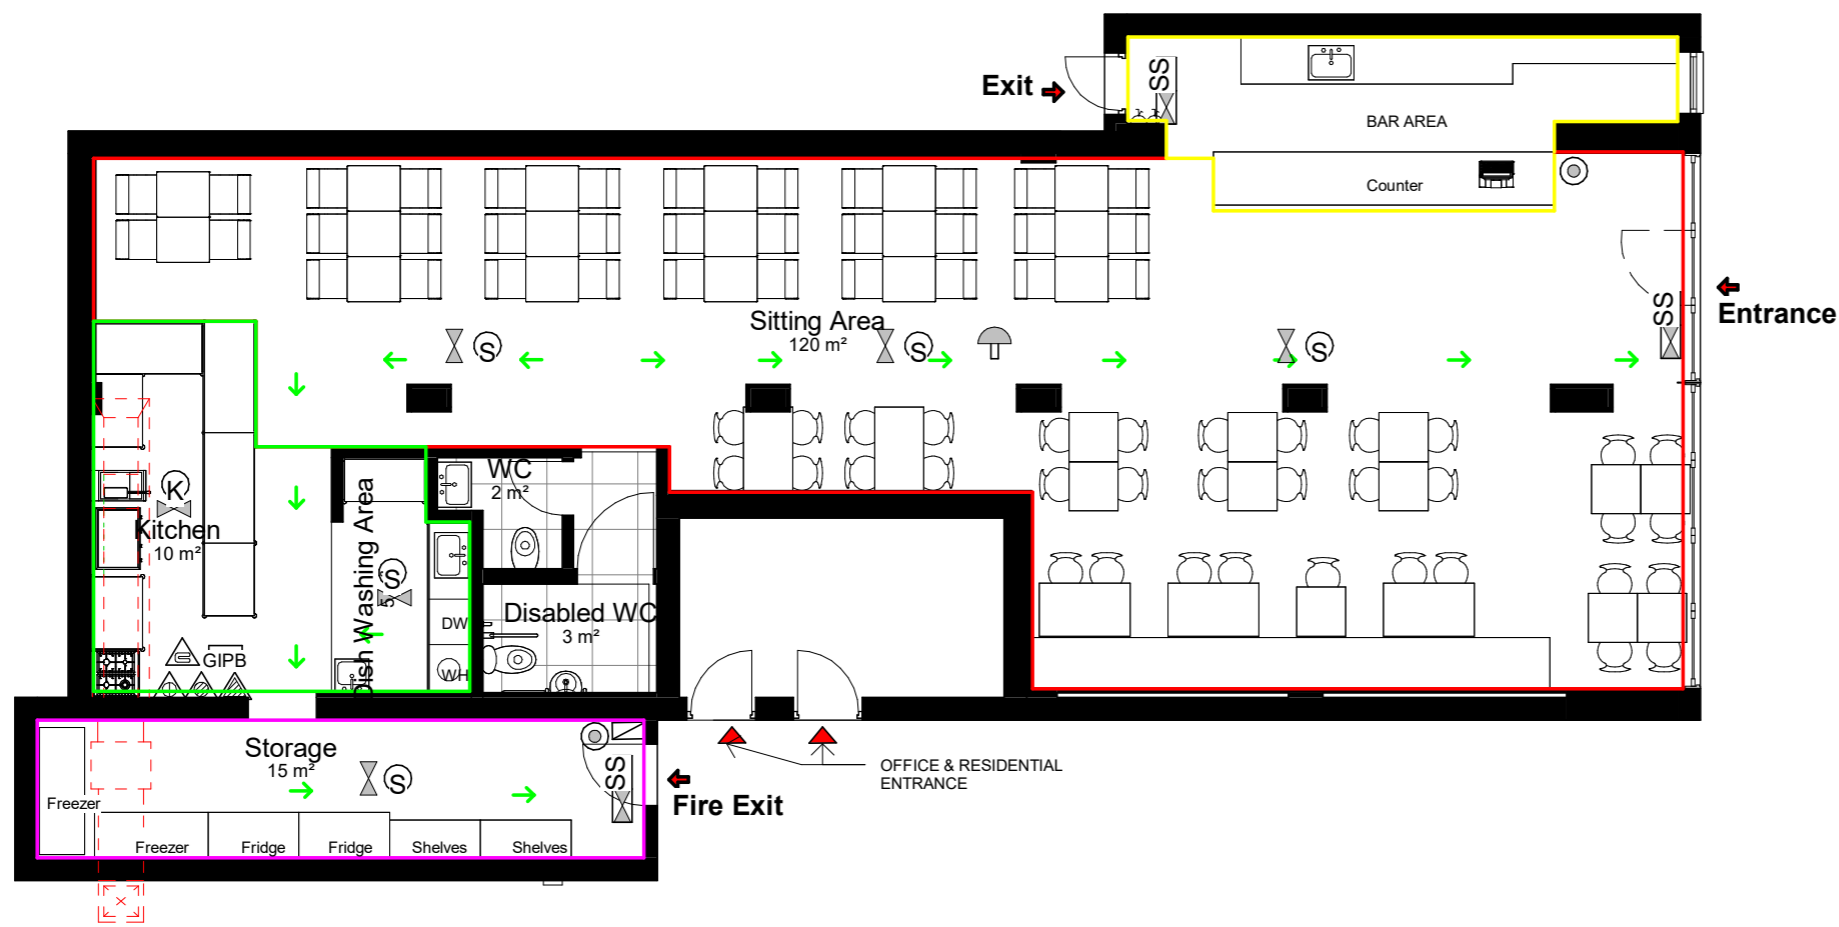 Exit
SS
BAR AREA
Counter
SS
Entrance
Sitting Area
120 m²
S
S
S
WC
2 m²
K
Kitchen
10 m²
Dish Washing Area
5
S
DW
WH
GIPB
Disabled WC
3 m²
Storage
15 m²
S
SS
Fire Exit
OFFICE & RESIDENTIAL
ENTRANCE
Freezer
Freezer
Fridge
Fridge
Shelves
Shelves